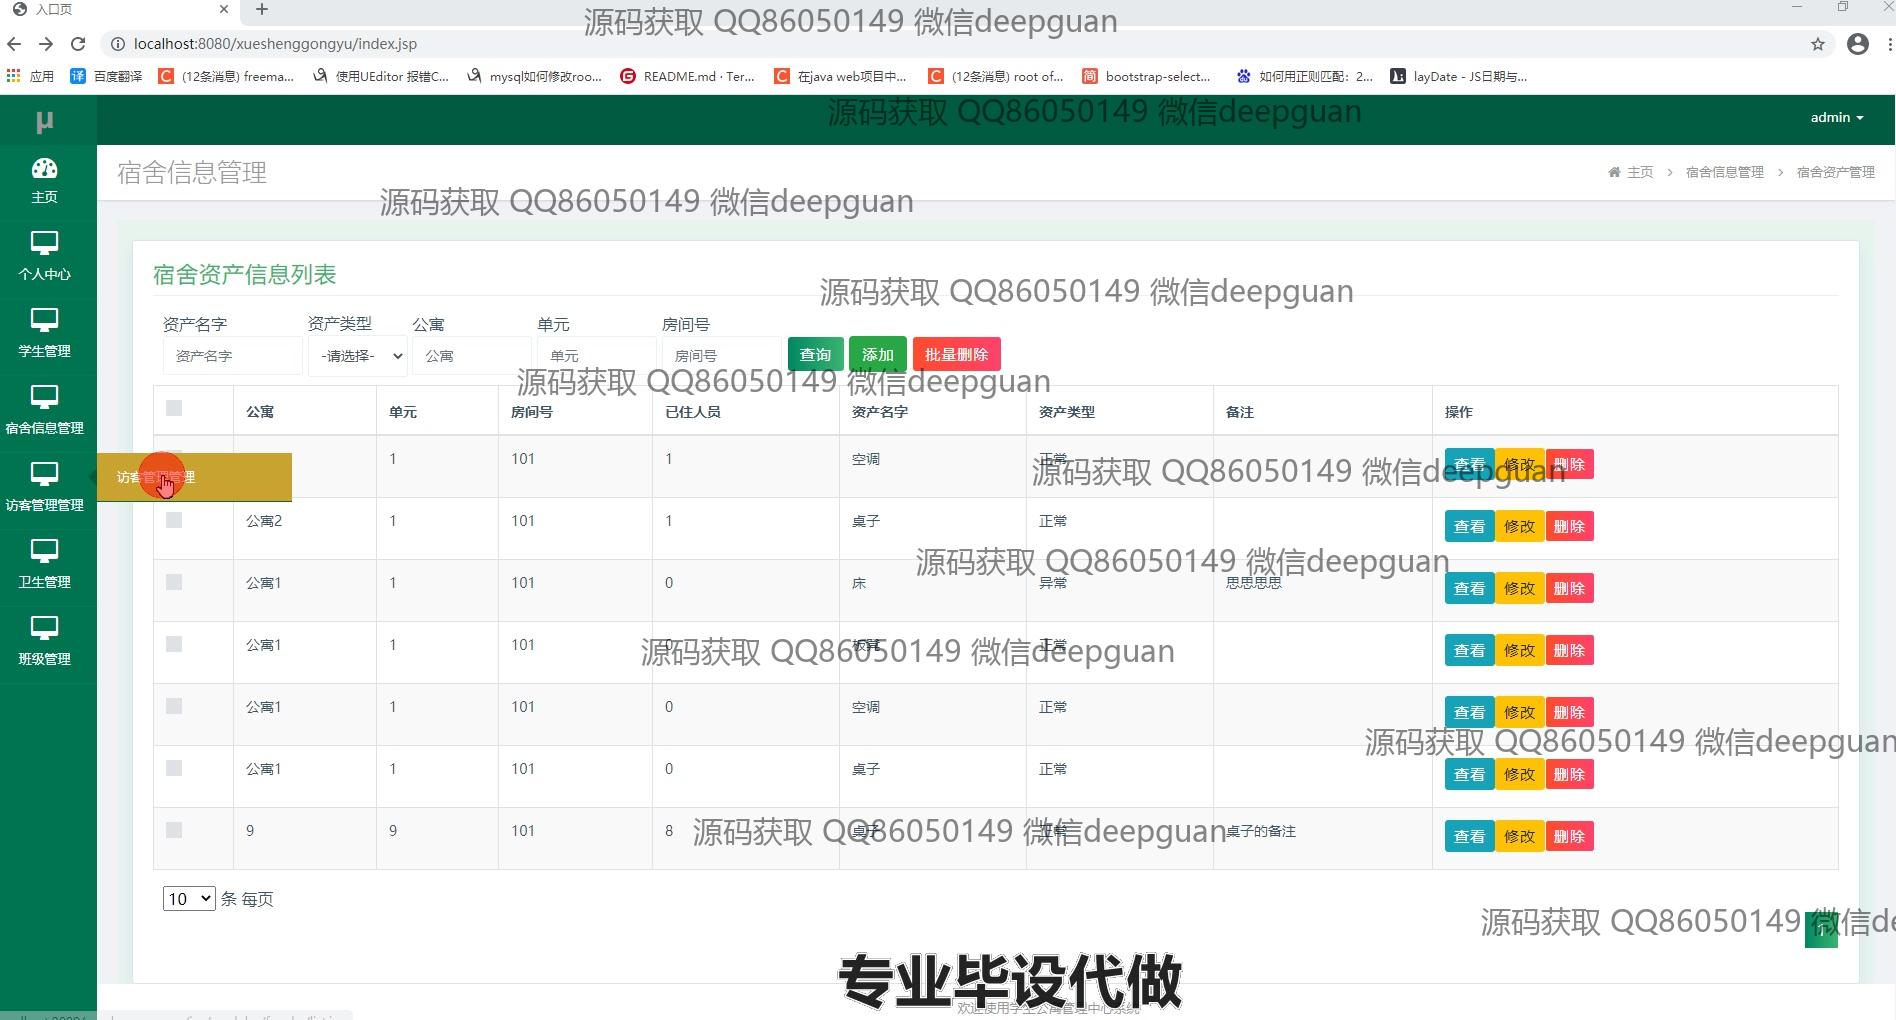 入口页
源码获取 QQ86050149 微信deepguan
localhost:8080/xueshenggongyu/index.jsp
应用 百度翻译 (12条消息) freema... 使用UEditor 报错C... mysql如何修改roo... README.md · Ter... 在java web项目中... (12条消息) root of... bootstrap-select... 如何用正则匹配：2... layDate - JS日期与...
μ
源码获取 QQ86050149 微信deepguan
admin
主页
宿舍信息管理
主页 > 宿舍信息管理 > 宿舍资产管理
源码获取 QQ86050149 微信deepguan
个人中心
宿舍资产信息列表
源码获取 QQ86050149 微信deepguan
学生管理
资产名字 资产类型 公寓 单元 房间号
资产名字 -请选择- 公寓 单元 房间号 查询 添加 批量删除
源码获取 QQ86050149 微信deepguan
公寓 单元 房间号 已住人员 资产名字 资产类型 备注 操作
宿舍信息管理
1 101 1 空调 正常 查看 修改 删除
源码获取 QQ86050149 微信deepguan
访客管理管理
访客管理管理
公寓2 1 101 1 桌子 正常 查看 修改 删除
源码获取 QQ86050149 微信deepguan
卫生管理
公寓1 1 101 0 床 异常 思思思思 查看 修改 删除
公寓1 1 101 0 板凳 正常 查看 修改 删除
源码获取 QQ86050149 微信deepguan
班级管理
公寓1 1 101 0 空调 正常 查看 修改 删除
源码获取 QQ86050149 微信deepguan
公寓1 1 101 0 桌子 正常 查看 修改 删除
9 9 101 8 桌子 正常 桌子的备注 查看 修改 删除
源码获取 QQ86050149 微信deepguan
10 条 每页
源码获取 QQ86050149 微信de
专业毕设代做
欢迎使用学生公寓管理中心系统